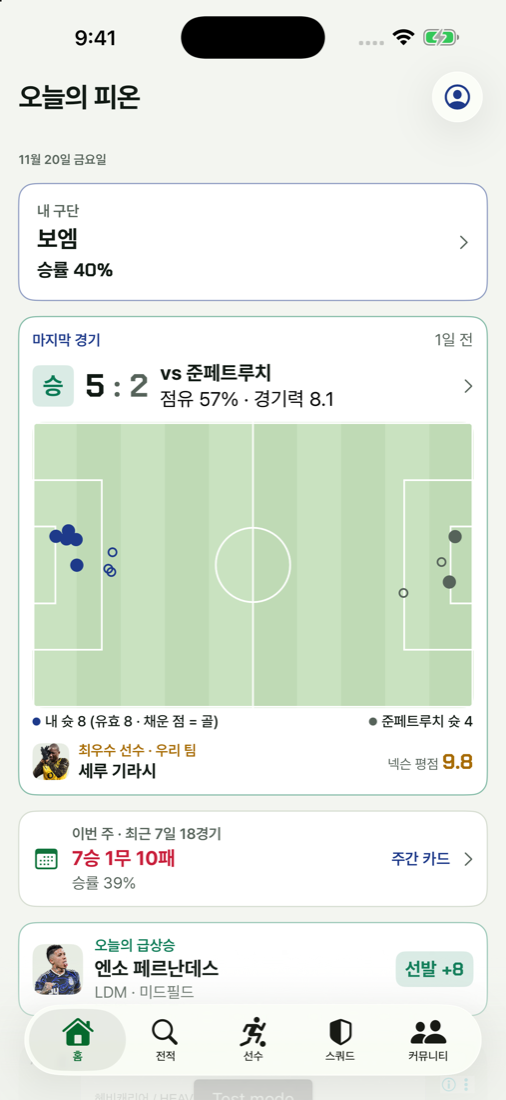 9:41
오늘의 피온
11월 20일 금요일
내 구단
보엠
승률 40%
마지막 경기
1일 전
승
5 : 2
vs 준페트루치
점유 57% · 경기력 8.1
내 슛 8 (유효 8 · 채운 점 = 골)
준페트루치 슛 4
최우수 선수 · 우리 팀
세루 기라시
넥슨 평점 9.8
이번 주 · 최근 7일 18경기
7승 1무 10패
승률 39%
주간 카드
오늘의 급상승
엔소 페르난데스
LDM · 미드필드
선발 +8
홈
전적
선수
스쿼드
커뮤니티
Test mode